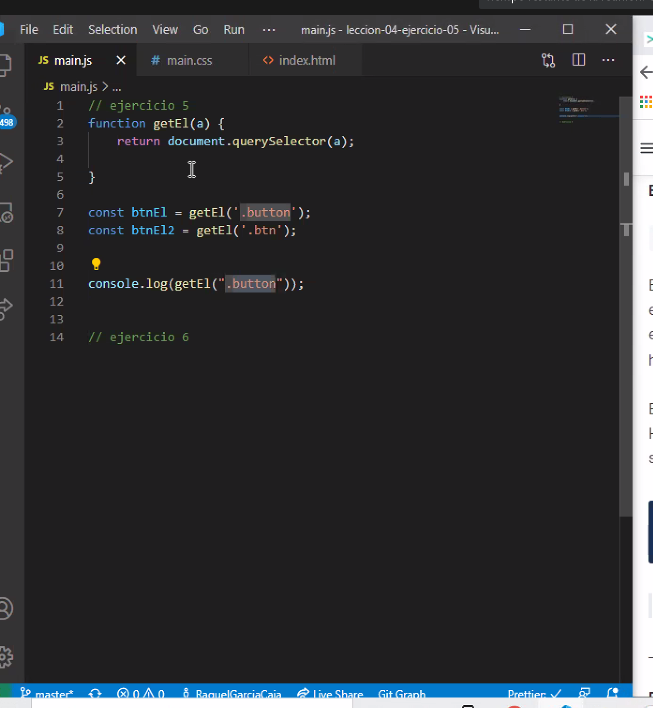 File Edit Selection View Go Run ··· main.js - leccion-04-ejercicio-05 - Visu...
JS main.js # main.css <> index.html ···
JS main.js > ...
1 // ejercicio 5
2 function getEl(a) {
3 return document.querySelector(a);
4
5 }
6
7 const btnEl = getEl('.button');
8 const btnEl2 = getEl('.btn');
9
10
11 console.log(getEl(".button"));
12
13
14 // ejercicio 6
498
master* 0 0 RaquelGarciaCaja Live Share Git Graph Prettier